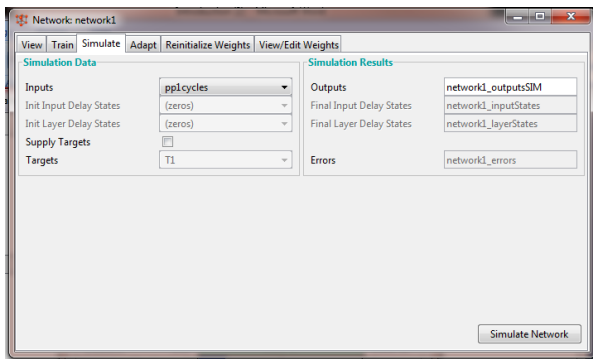 Network: network1
View Train Simulate Adapt Reinitialize Weights View/Edit Weights
Simulation Data
Inputs pp1cycles
Init Input Delay States (zeros)
Init Layer Delay States (zeros)
Supply Targets
Targets T1
Simulation Results
Outputs network1_outputsSIM
Final Input Delay States network1_inputStates
Final Layer Delay States network1_layerStates
Errors network1_errors
Simulate Network